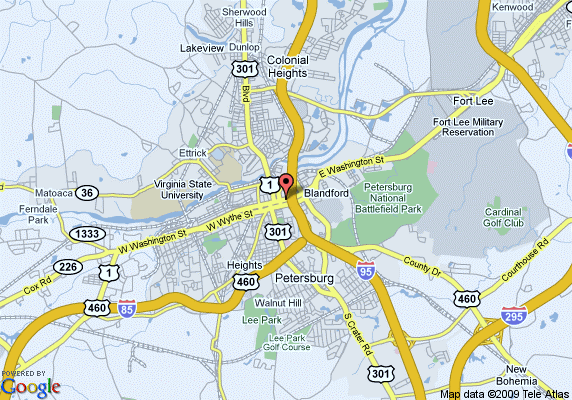 Sherwood
Hills
Kenwood
Lakeview
Dunlop
301
Colonial
Heights
Blvd
Fort Lee
Fort Lee Military
Reservation
Ettrick
E Washington St
295
Matoaca
36
Virginia State
University
1
Blandford
Petersburg
National
Battlefield Park
Ferndale
Park
Cardinal
Golf Club
1333
W Washington St
W Wythe St
301
226
1
Heights
460
Petersburg
95
County Dr
Courthouse Rd
Cox Rd
460
85
Walnut Hill
460
295
Lee Park
Lee Park
Golf Course
S Crater Rd
301
New
Bohemia
POWERED BY
Google
Map data ©2009 Tele Atlas